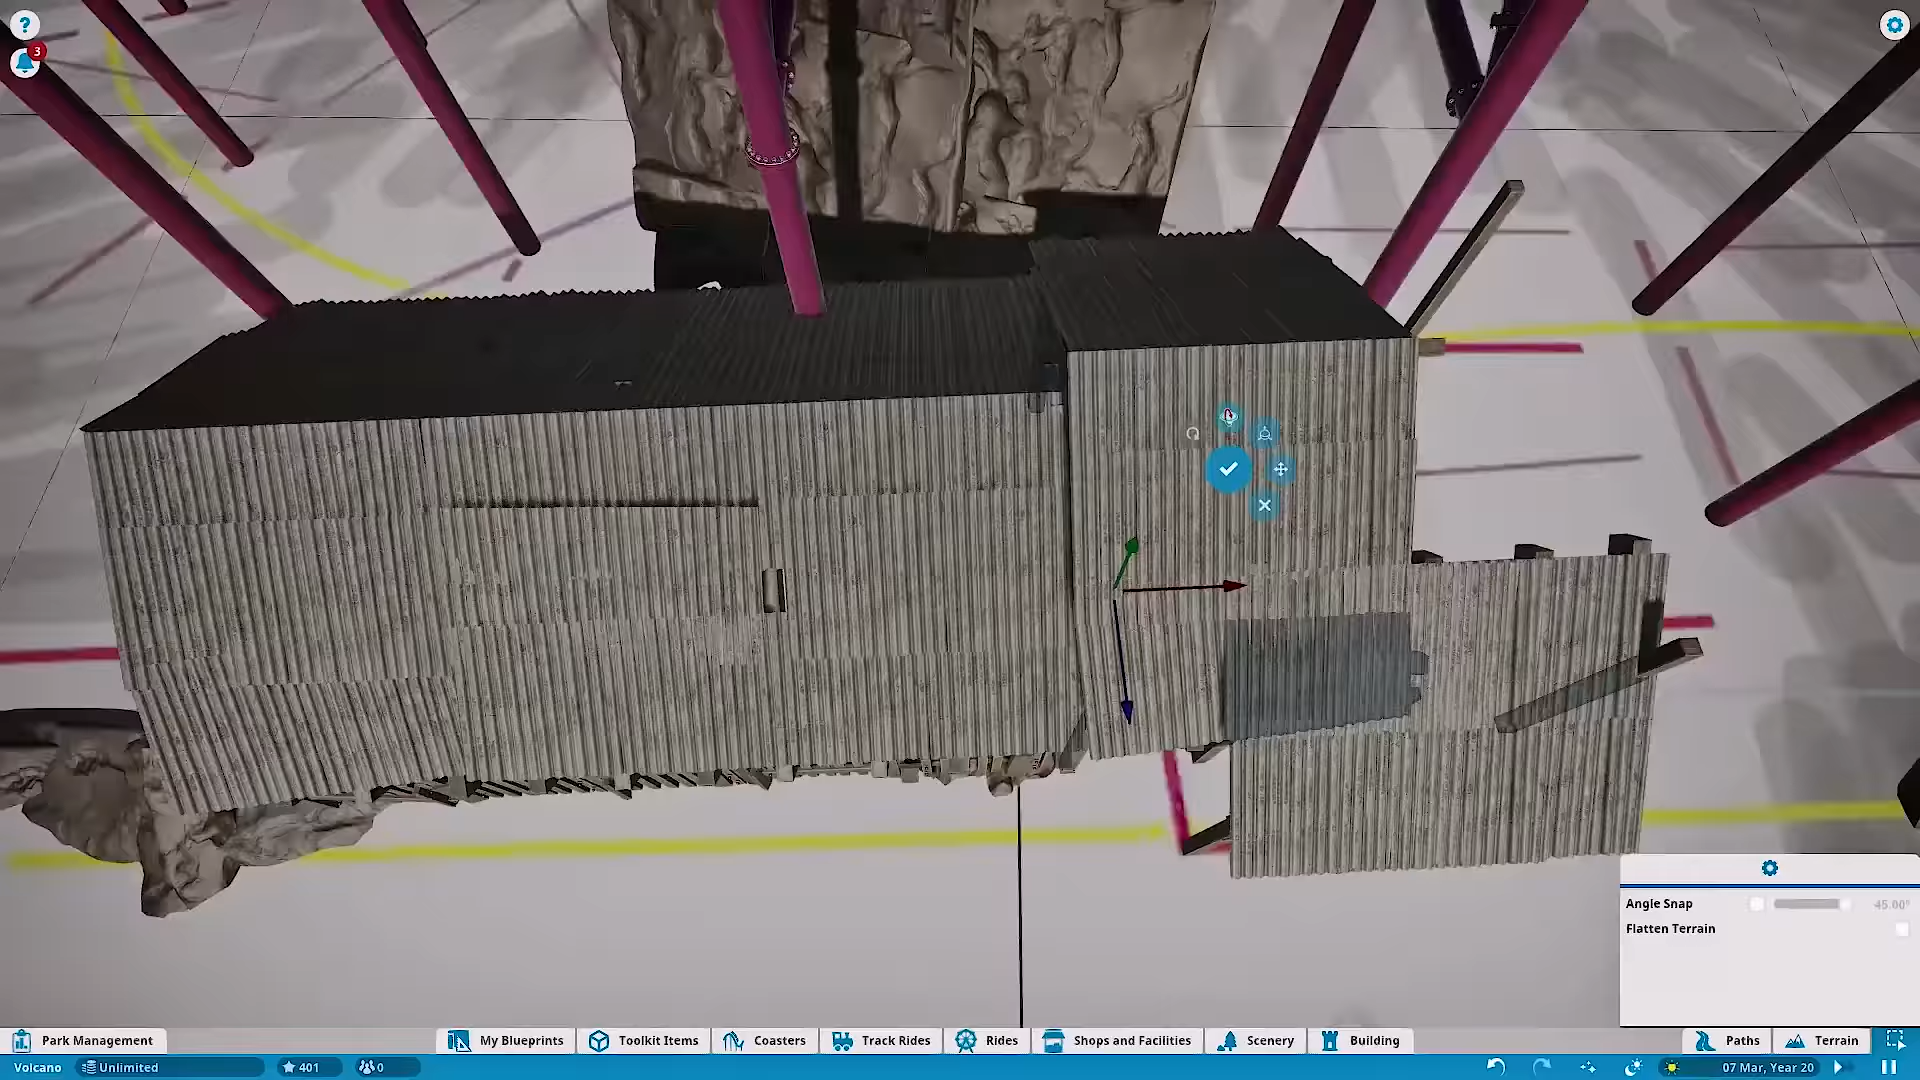 ?
3
Angle Snap 45.00°
Flatten Terrain
Park Management
My Blueprints
Toolkit Items
Coasters
Track Rides
Rides
Shops and Facilities
Scenery
Building
Paths
Terrain
Volcano
Unlimited
401
0
07 Mar, Year 20